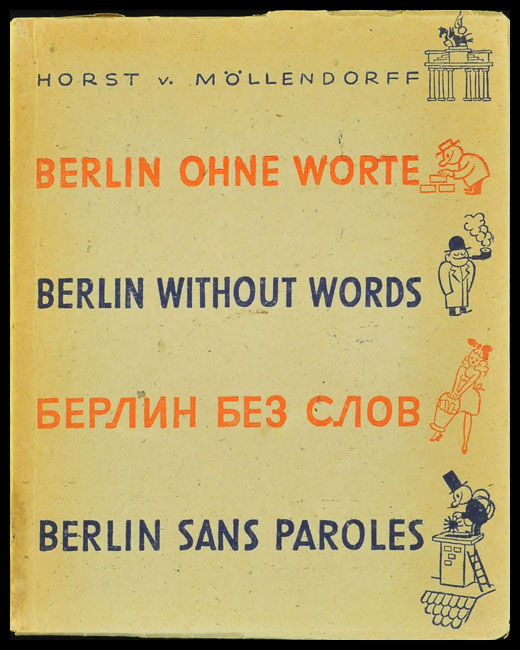 HORST v. MÖLLENDORFF
BERLIN OHNE WORTE
BERLIN WITHOUT WORDS
БЕРЛИН БЕЗ СЛОВ
BERLIN SANS PAROLES